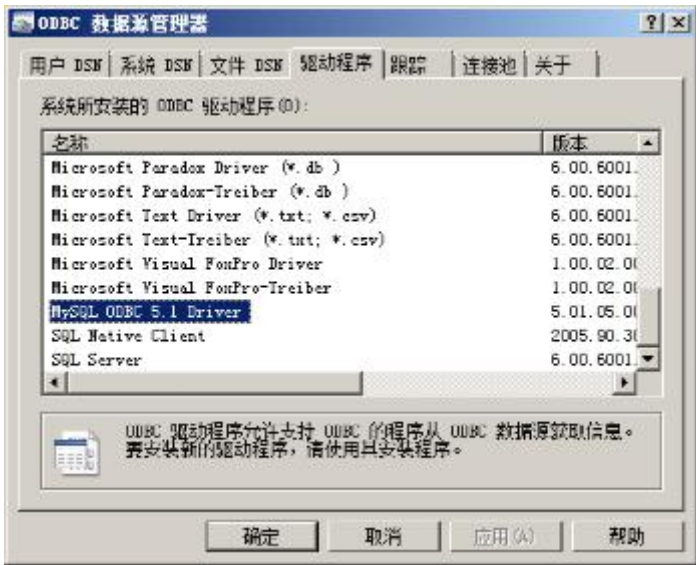 ODBC 数据源管理器
用户 DSN 系统 DSN 文件 DSN 驱动程序 跟踪 连接池 关于
系统所安装的 ODBC 驱动程序(D):
名称 版本
Microsoft Paradox Driver (*.db ) 6.00.6001.
Microsoft Paradox-Treiber (*.db ) 6.00.6001.
Microsoft Text Driver (*.txt; *.csv) 6.00.6001.
Microsoft Text-Treiber (*.txt; *.csv) 6.00.6001.
Microsoft Visual FoxPro Driver 1.00.02.00
Microsoft Visual FoxPro-Treiber 1.00.02.00
MySQL ODBC 5.1 Driver 5.01.05.00
SQL Native Client 2005.90.30
SQL Server 6.00.6001.
ODBC 驱动程序允许支持 ODBC 的程序从 ODBC 数据源获取信息。
要安装新的驱动程序，请使用其安装程序。
确定 取消 应用(A) 帮助